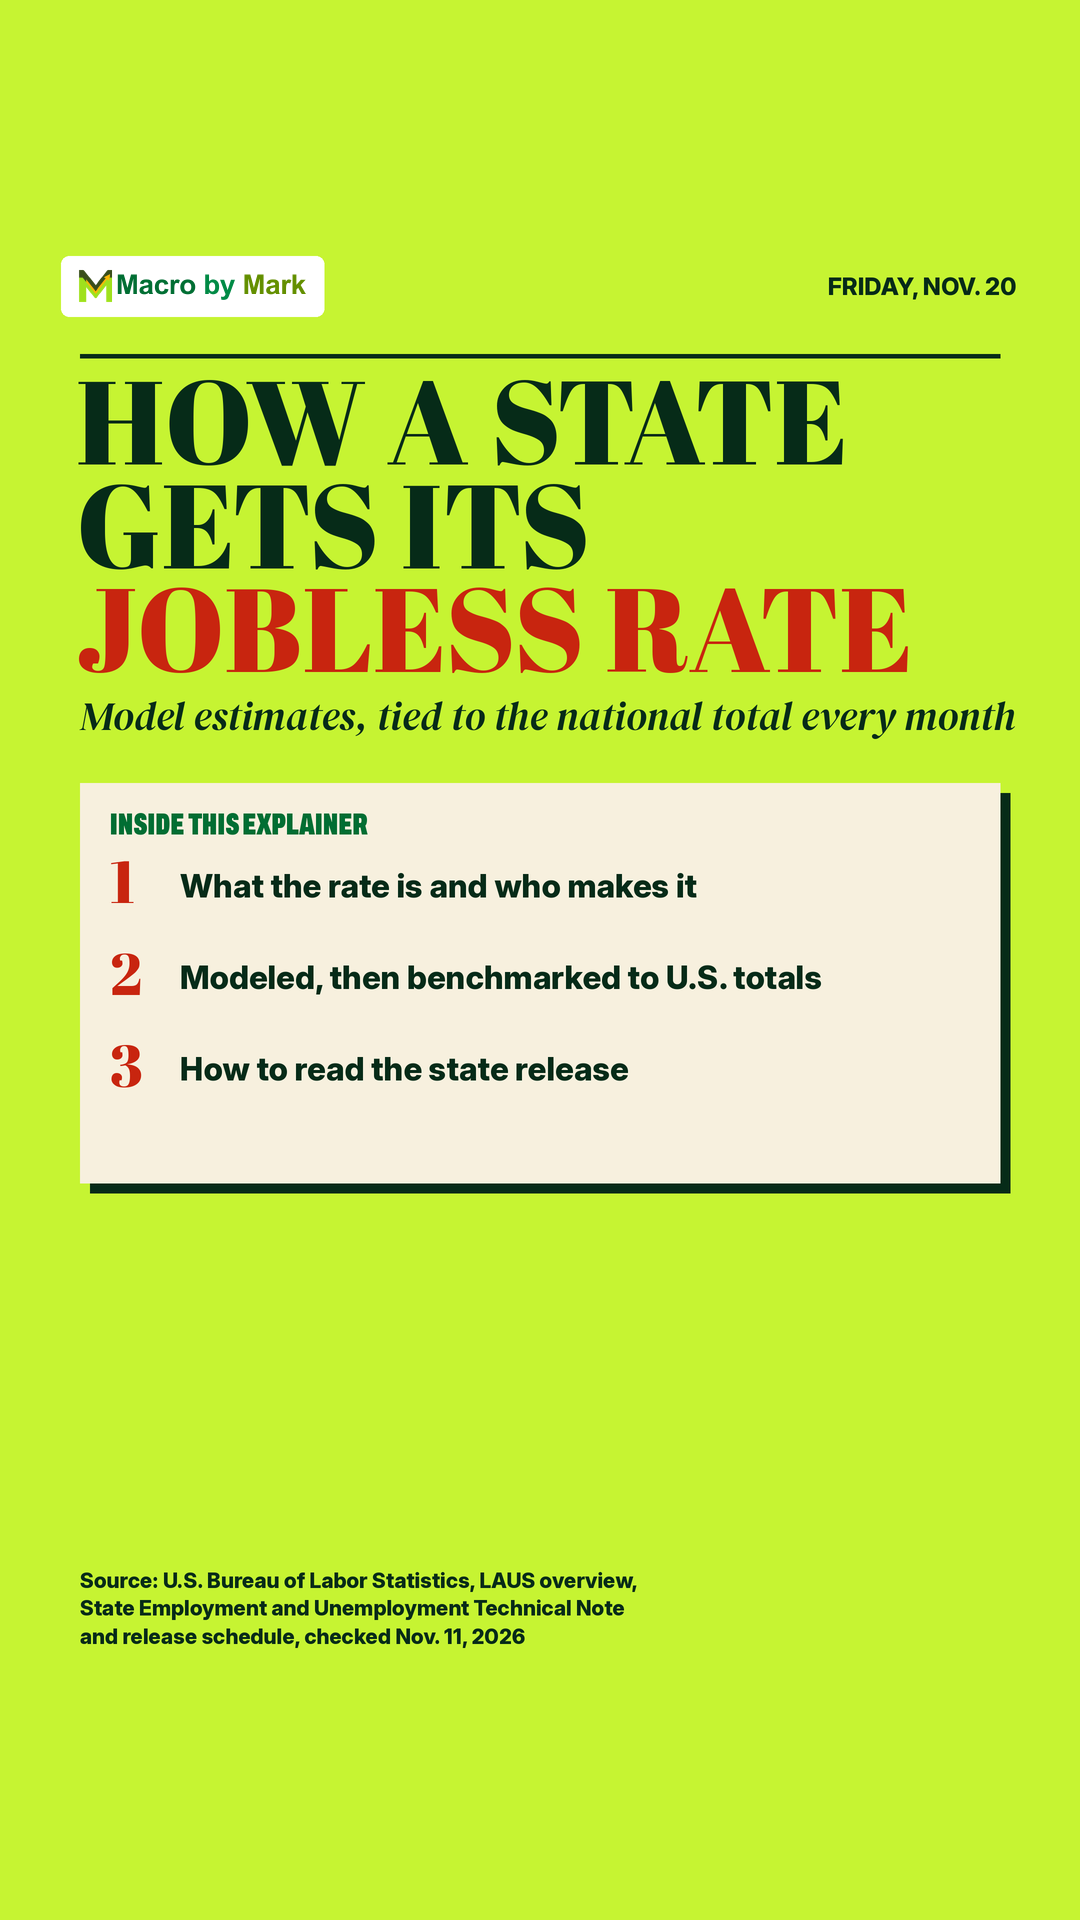 Macro by Mark
FRIDAY, NOV. 20
HOW A STATE
GETS ITS
JOBLESS RATE
Model estimates, tied to the national total every month
INSIDE THIS EXPLAINER
1 What the rate is and who makes it
2 Modeled, then benchmarked to U.S. totals
3 How to read the state release
Source: U.S. Bureau of Labor Statistics, LAUS overview,
State Employment and Unemployment Technical Note
and release schedule, checked Nov. 11, 2026